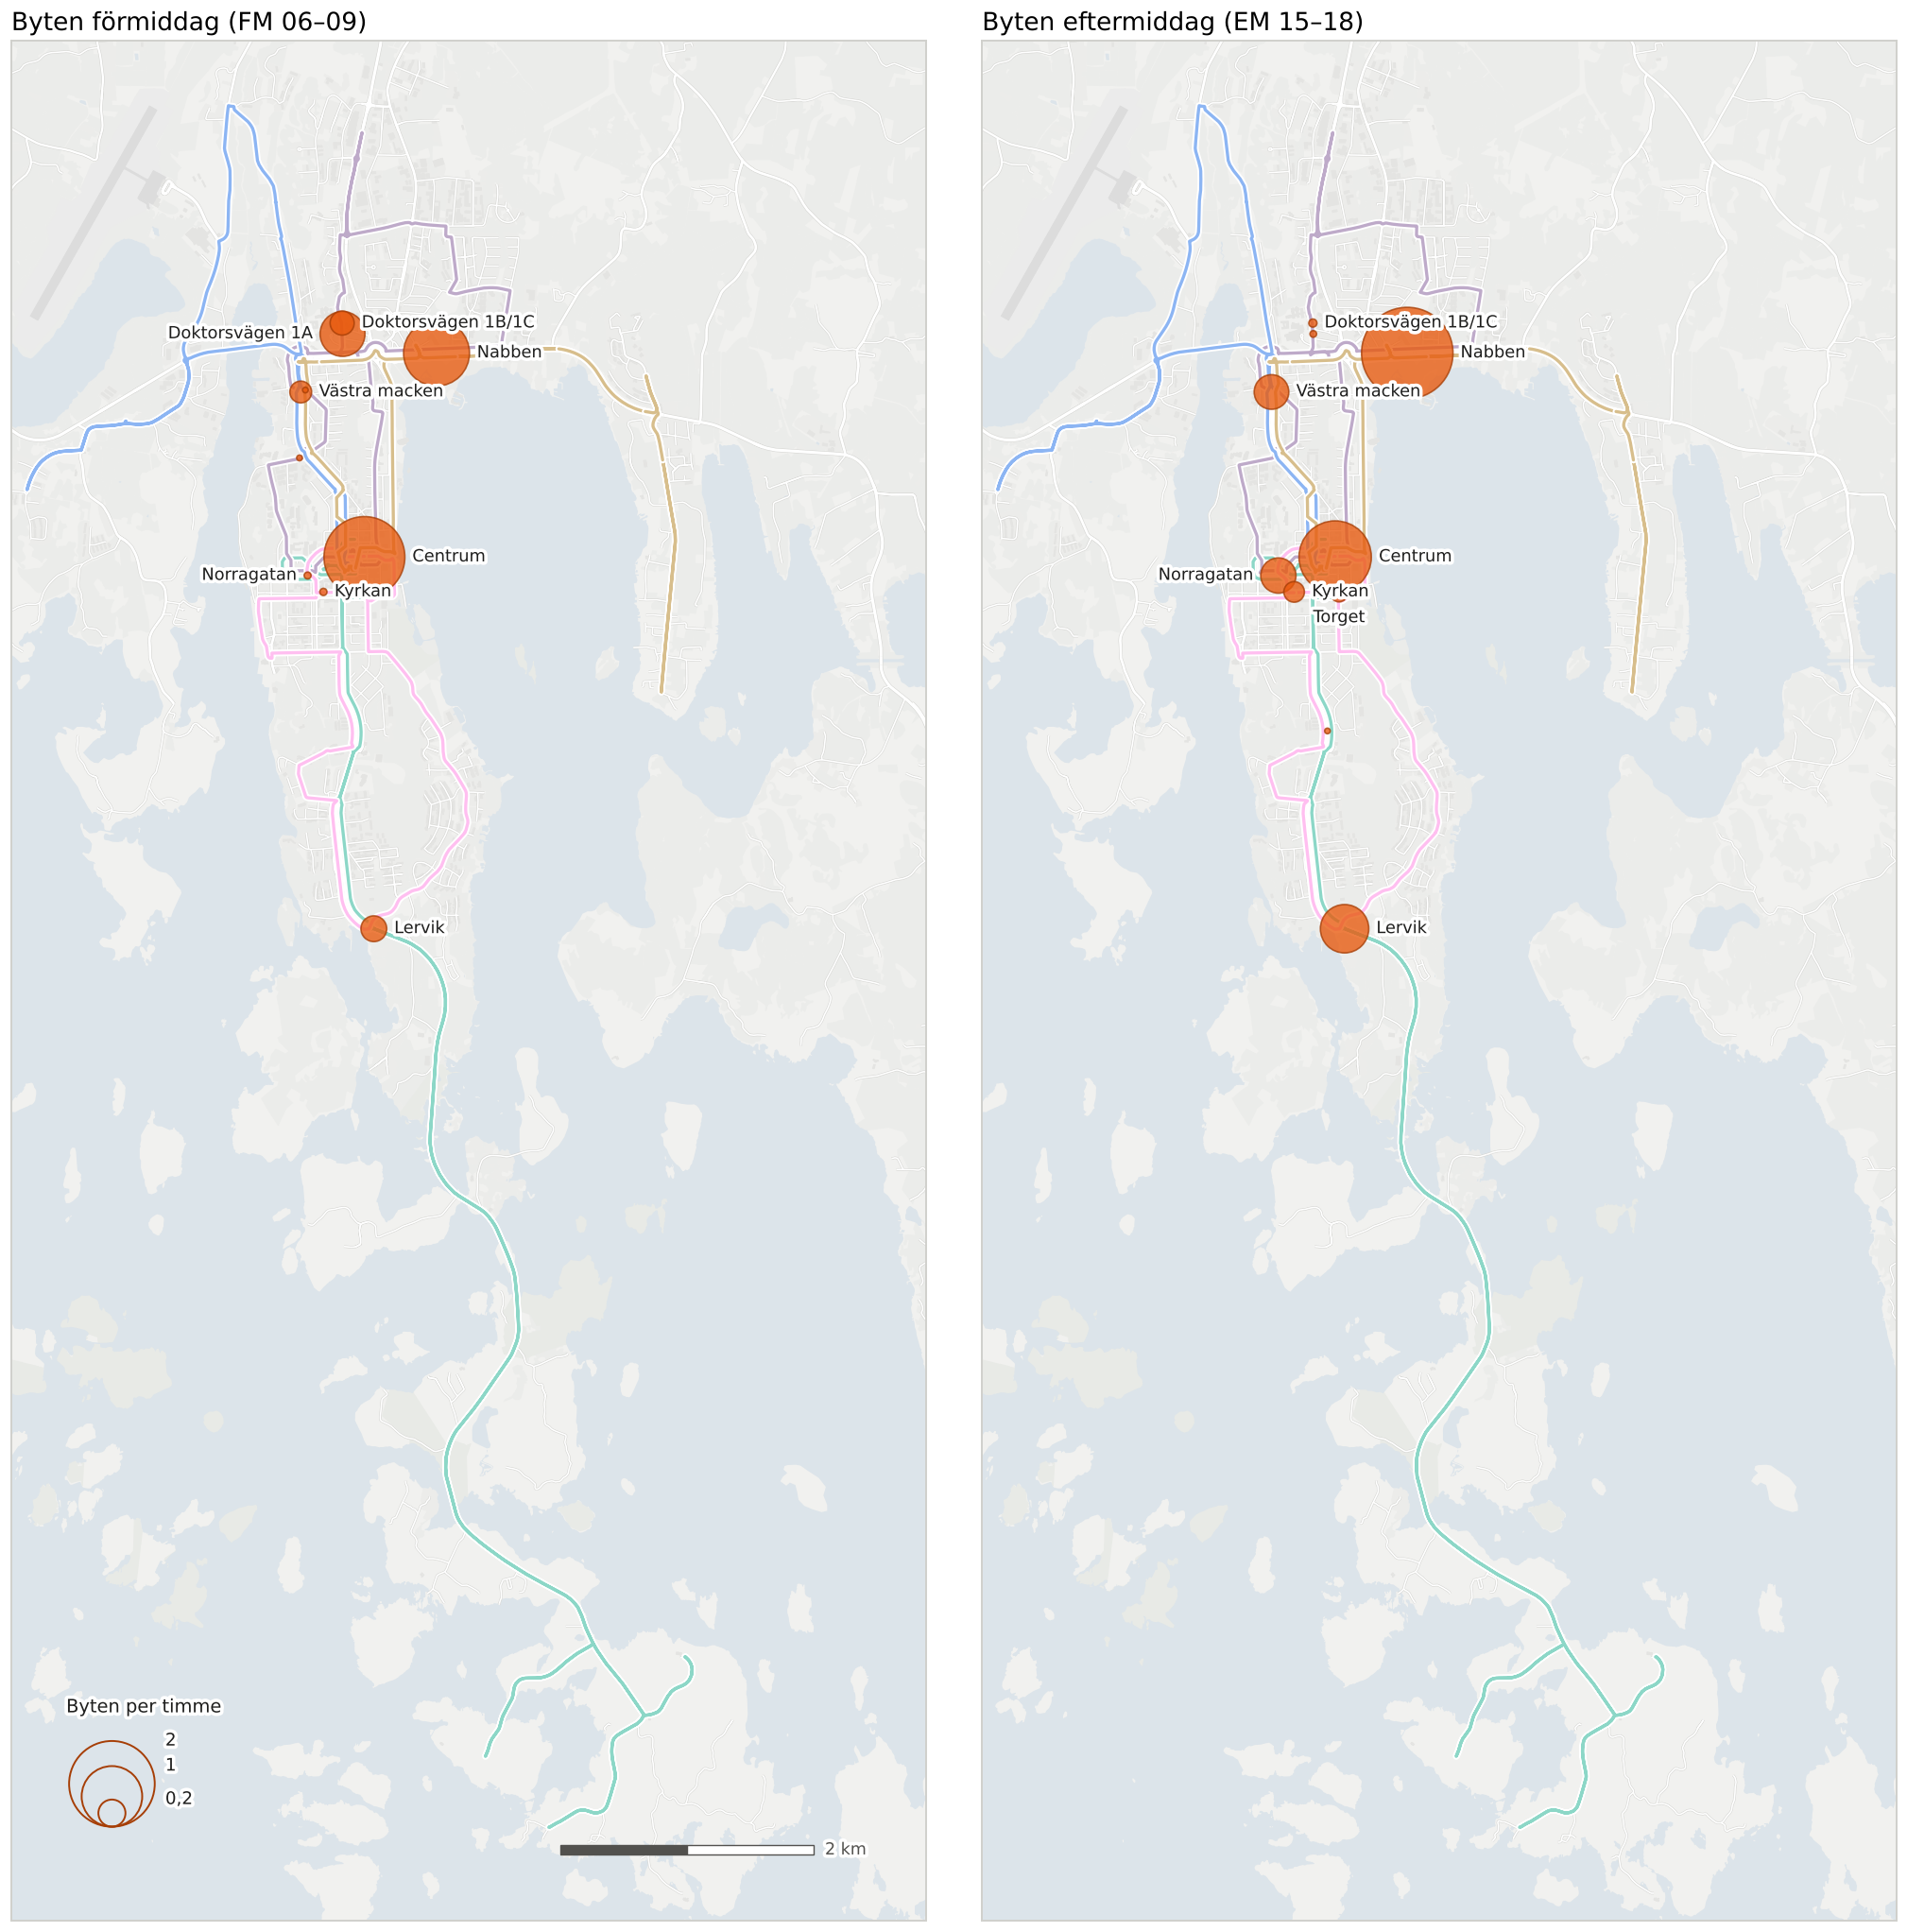 Byten förmiddag (FM 06–09)
Doktorsvägen 1B/1C
Doktorsvägen 1A
Nabben
Västra macken
Centrum
Norragatan
Kyrkan
Lervik
Byten per timme
2
1
0,2
2 km
Byten eftermiddag (EM 15–18)
Doktorsvägen 1B/1C
Nabben
Västra macken
Centrum
Norragatan
Kyrkan
Torget
Lervik